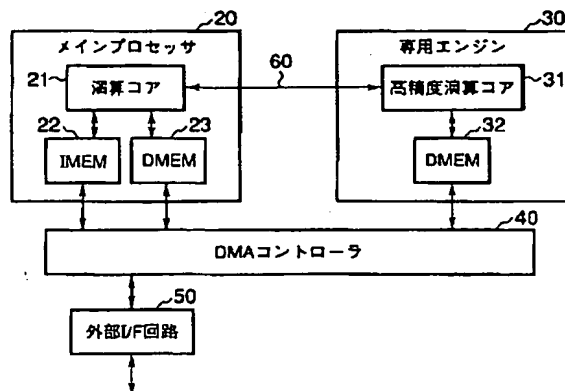 20
メインプロセッサ
21
演算コア
22
IMEM
23
DMEM
60
30
専用エンジン
高精度演算コア
31
32
DMEM
40
DMAコントローラ
50
外部I/F回路